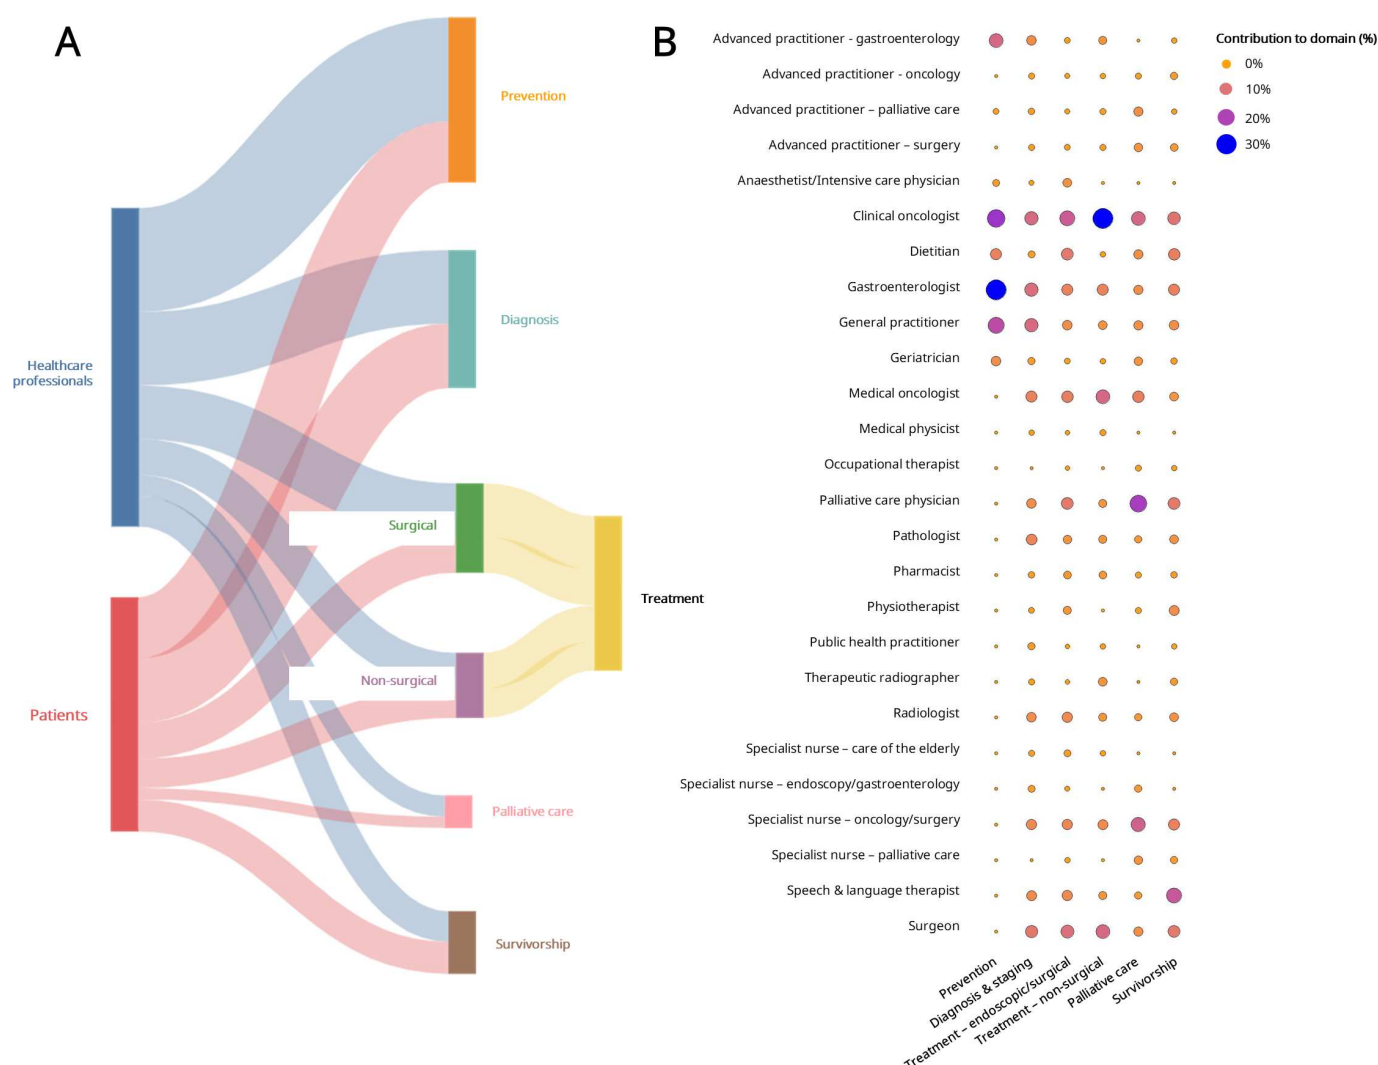 A
Prevention
Diagnosis
Healthcare
professionals
Surgical
Treatment
Non-surgical
Patients
Palliative care
Survivorship
B
Advanced practitioner - gastroenterology
Advanced practitioner - oncology
Advanced practitioner – palliative care
Advanced practitioner – surgery
Anaesthetist/Intensive care physician
Clinical oncologist
Dietitian
Gastroenterologist
General practitioner
Geriatrician
Medical oncologist
Medical physicist
Occupational therapist
Palliative care physician
Pathologist
Pharmacist
Physiotherapist
Public health practitioner
Therapeutic radiographer
Radiologist
Specialist nurse – care of the elderly
Specialist nurse – endoscopy/gastroenterology
Specialist nurse – oncology/surgery
Specialist nurse – palliative care
Speech & language therapist
Surgeon
Prevention
Diagnosis & staging
Treatment – endoscopic/surgical
Treatment – non-surgical
Palliative care
Survivorship
Contribution to domain (%)
0%
10%
20%
30%